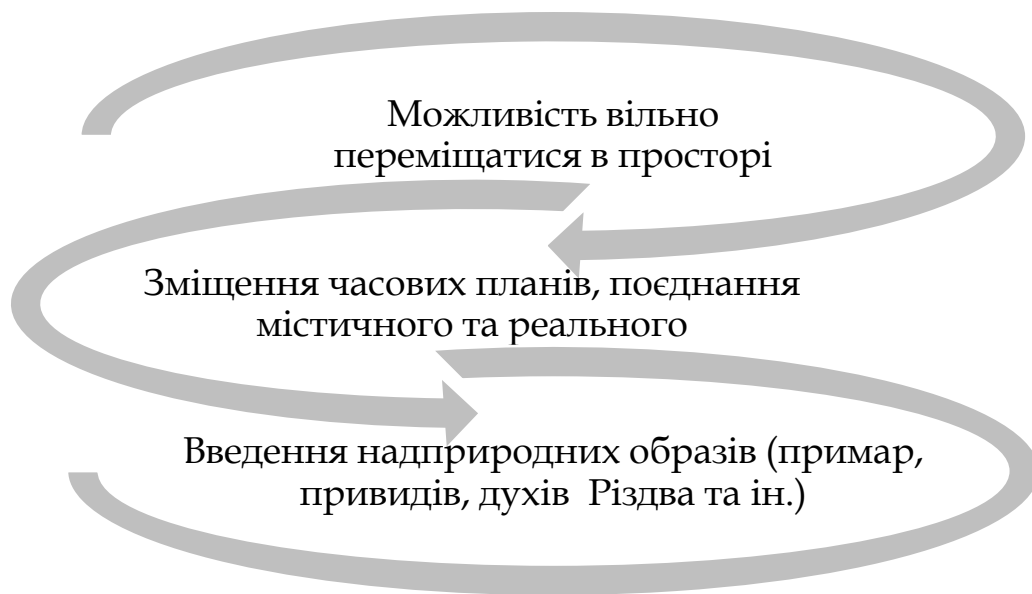 Можливість вільно
переміщатися в просторі
Зміщення часових планів, поєднання
містичного та реального
Введення надприродних образів (примар,
привидів, духів Різдва та ін.)